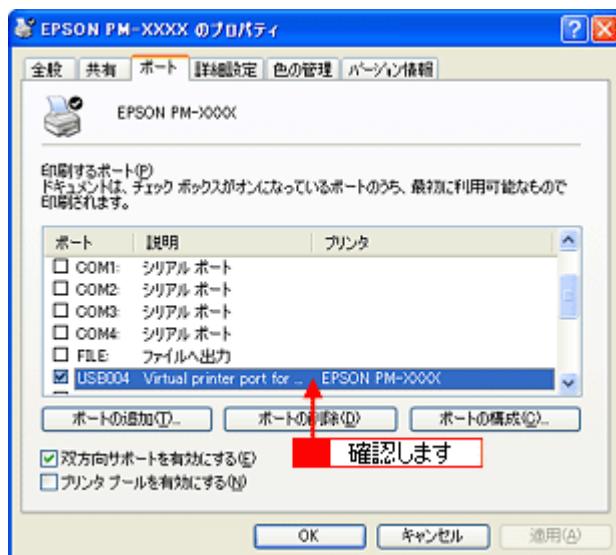 EPSON PM-XXXX のプロパティ
全般 共有 ポート 詳細設定 色の管理 バージョン情報
EPSON PM-XXXX
印刷するポート(P)
ドキュメントは、チェック ボックスがオンになっているポートのうち、最初に利用可能なもので
印刷されます。
ポート 説明 プリンタ
COM1: シリアル ポート
COM2: シリアル ポート
COM3: シリアル ポート
COM4: シリアル ポート
FILE: ファイルへ出力
USB004 Virtual printer port for ... EPSON PM-XXXX
ポートの追加(T)... ポートの削除(D) ポートの構成(C)...
確認します
双方向サポートを有効にする(E)
プリンタ プールを有効にする(N)
OK キャンセル 適用(A)